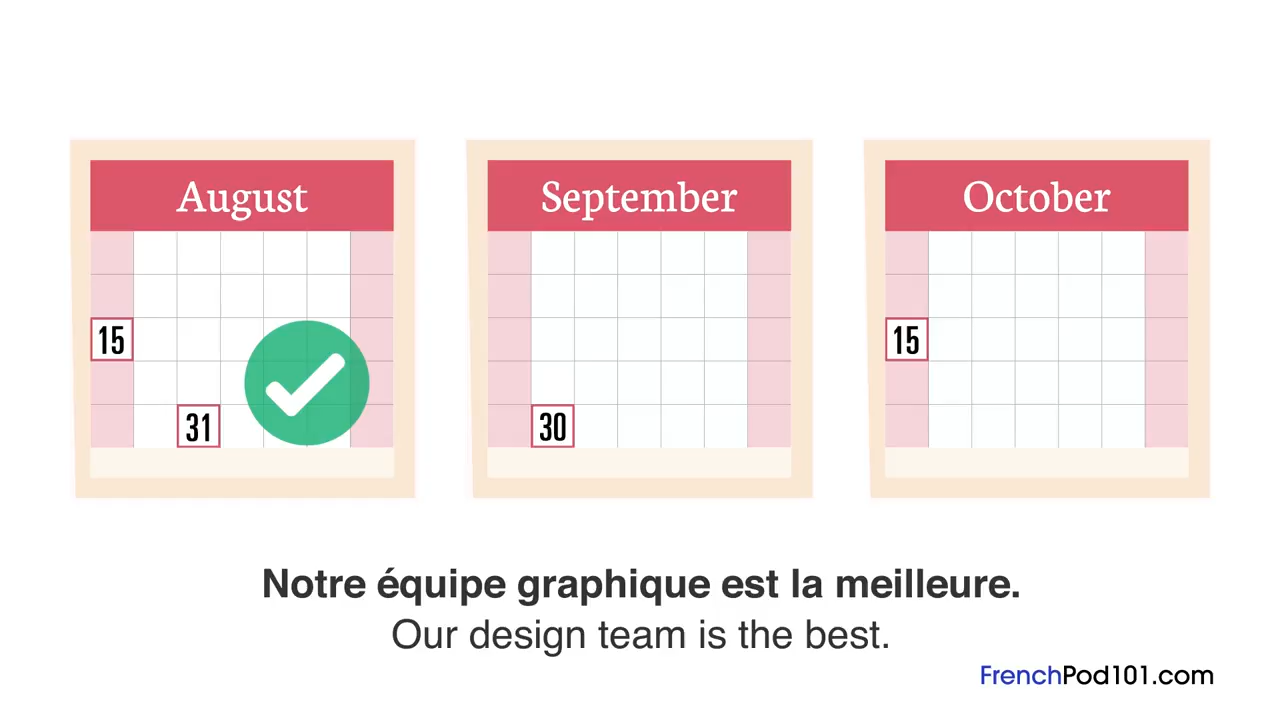 August
September
October
15
31
30
15
Notre équipe graphique est la meilleure.
Our design team is the best.
FrenchPod101.com